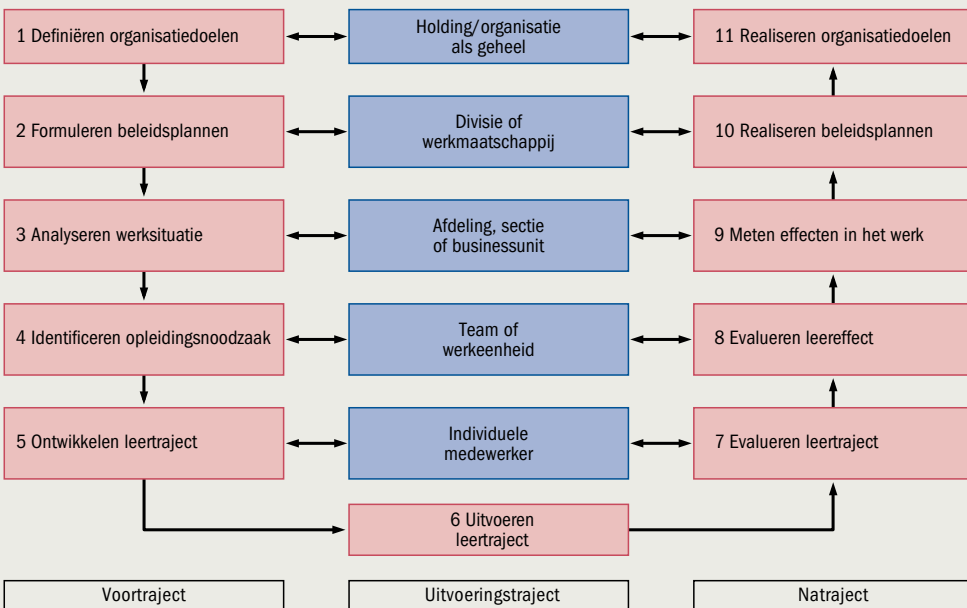 1 Definiëren organisatiedoelen
Holding/organisatie
als geheel
11 Realiseren organisatiedoelen
2 Formuleren beleidsplannen
Divisie of
werkmaatschappij
10 Realiseren beleidsplannen
3 Analyseren werksituatie
Afdeling, sectie
of businessunit
9 Meten effecten in het werk
4 Identificeren opleidingsnoodzaak
Team of
werkeenheid
8 Evalueren leereffect
5 Ontwikkelen leertraject
Individuele
medewerker
7 Evalueren leertraject
6 Uitvoeren
leertraject
Voortraject
Uitvoeringstraject
Natraject